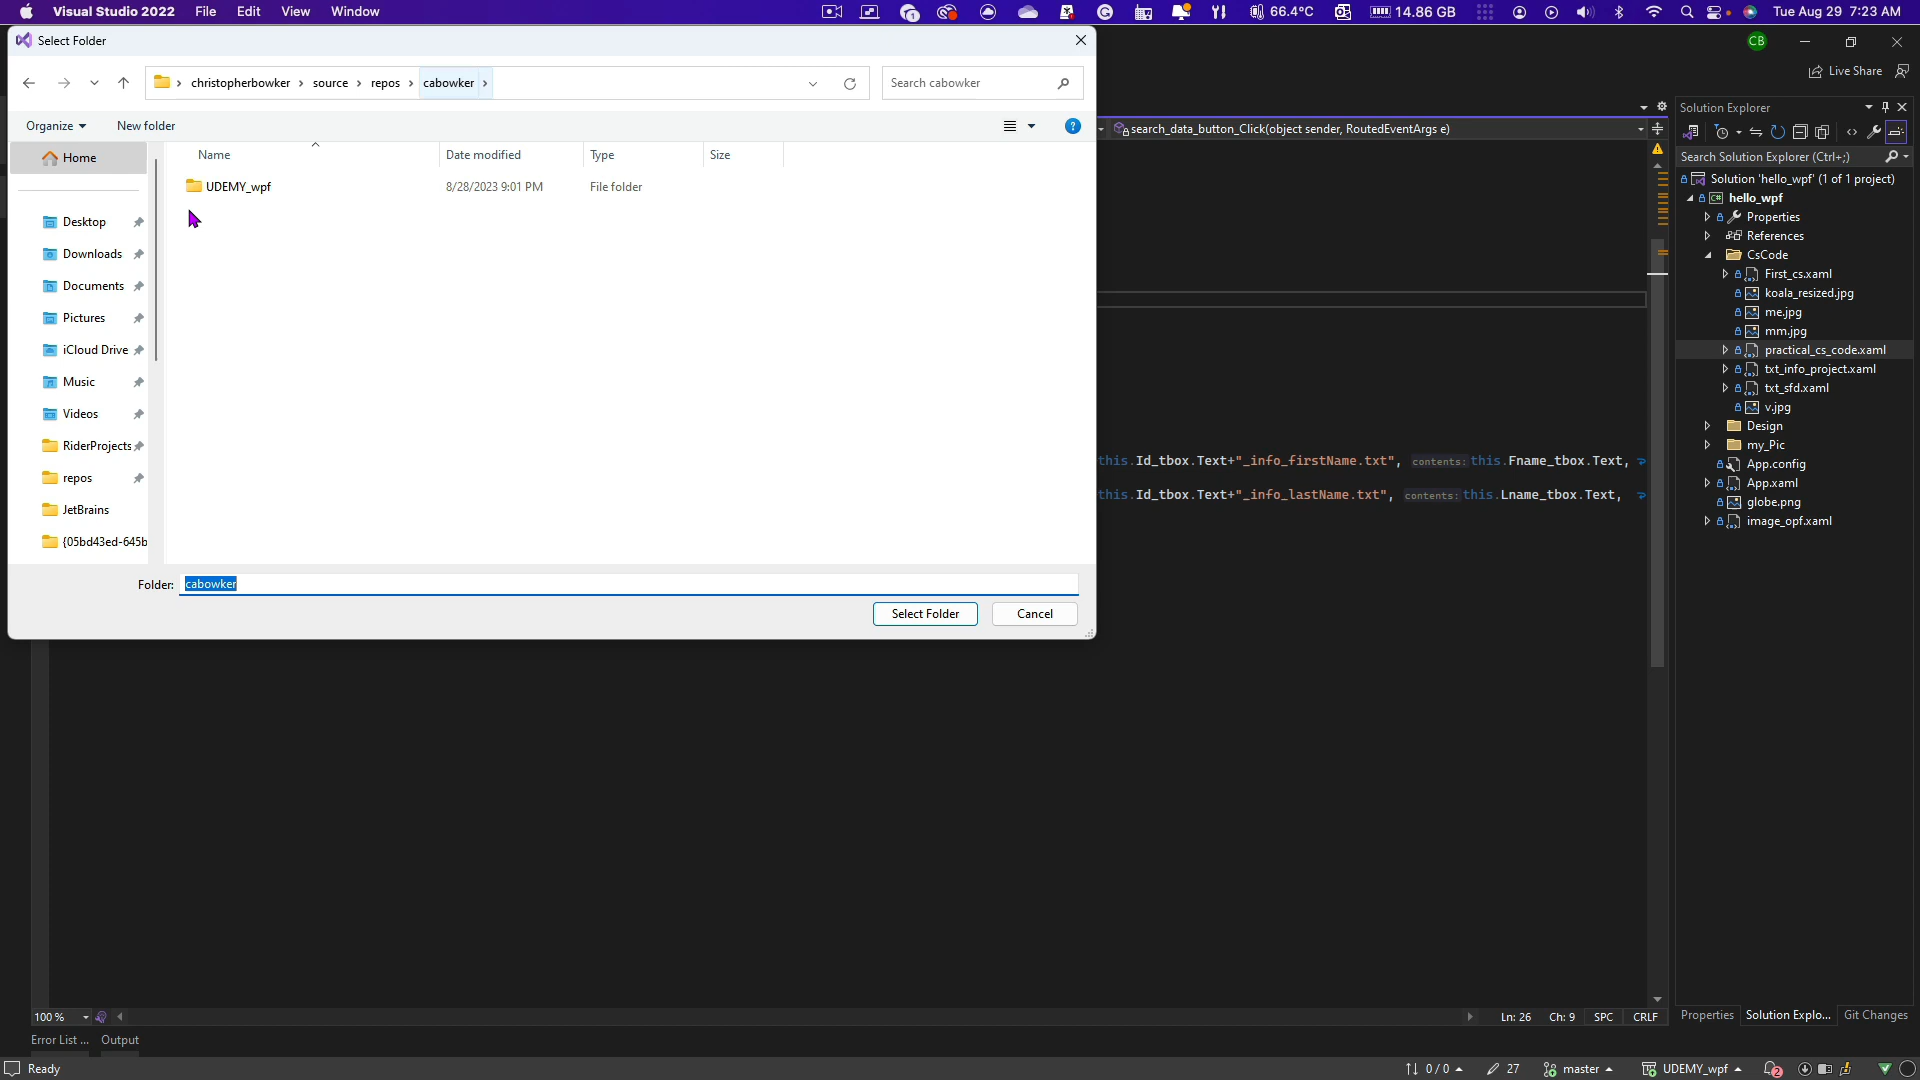 Visual Studio 2022 File Edit View Window 66.4°C 14.86 GB Tue Aug 29 7:23 AM
Select Folder
CB
Live Share
christopherbowker source repos cabowker
Search cabowker
Organize New folder
Name Date modified Type Size
UDEMY_wpf 8/28/2023 9:01 PM File folder
Home
Desktop
Downloads
Documents
Pictures
iCloud Drive
Music
Videos
RiderProjects
repos
JetBrains
{05bd43ed-645b
Folder: cabowker
Select Folder Cancel
search_data_button_Click(object sender, RoutedEventArgs e)
this.Id_tbox.Text+"_info_firstName.txt", contents:this.Fname_tbox.Text,
this.Id_tbox.Text+"_info_lastName.txt", contents:this.Lname_tbox.Text,
Solution Explorer
Search Solution Explorer (Ctrl+;)
Solution 'hello_wpf' (1 of 1 project)
C# hello_wpf
Properties
References
CsCode
First_cs.xaml
koala_resized.jpg
me.jpg
mm.jpg
practical_cs_code.xaml
txt_info_project.xaml
txt_sfd.xaml
v.jpg
Design
my_Pic
App.config
App.xaml
globe.png
image_opf.xaml
100 %
Ln: 26 Ch: 9 SPC CRLF
Properties Solution Explo... Git Changes
Error List ... Output
Ready
0 / 0 27 master UDEMY_wpf 2